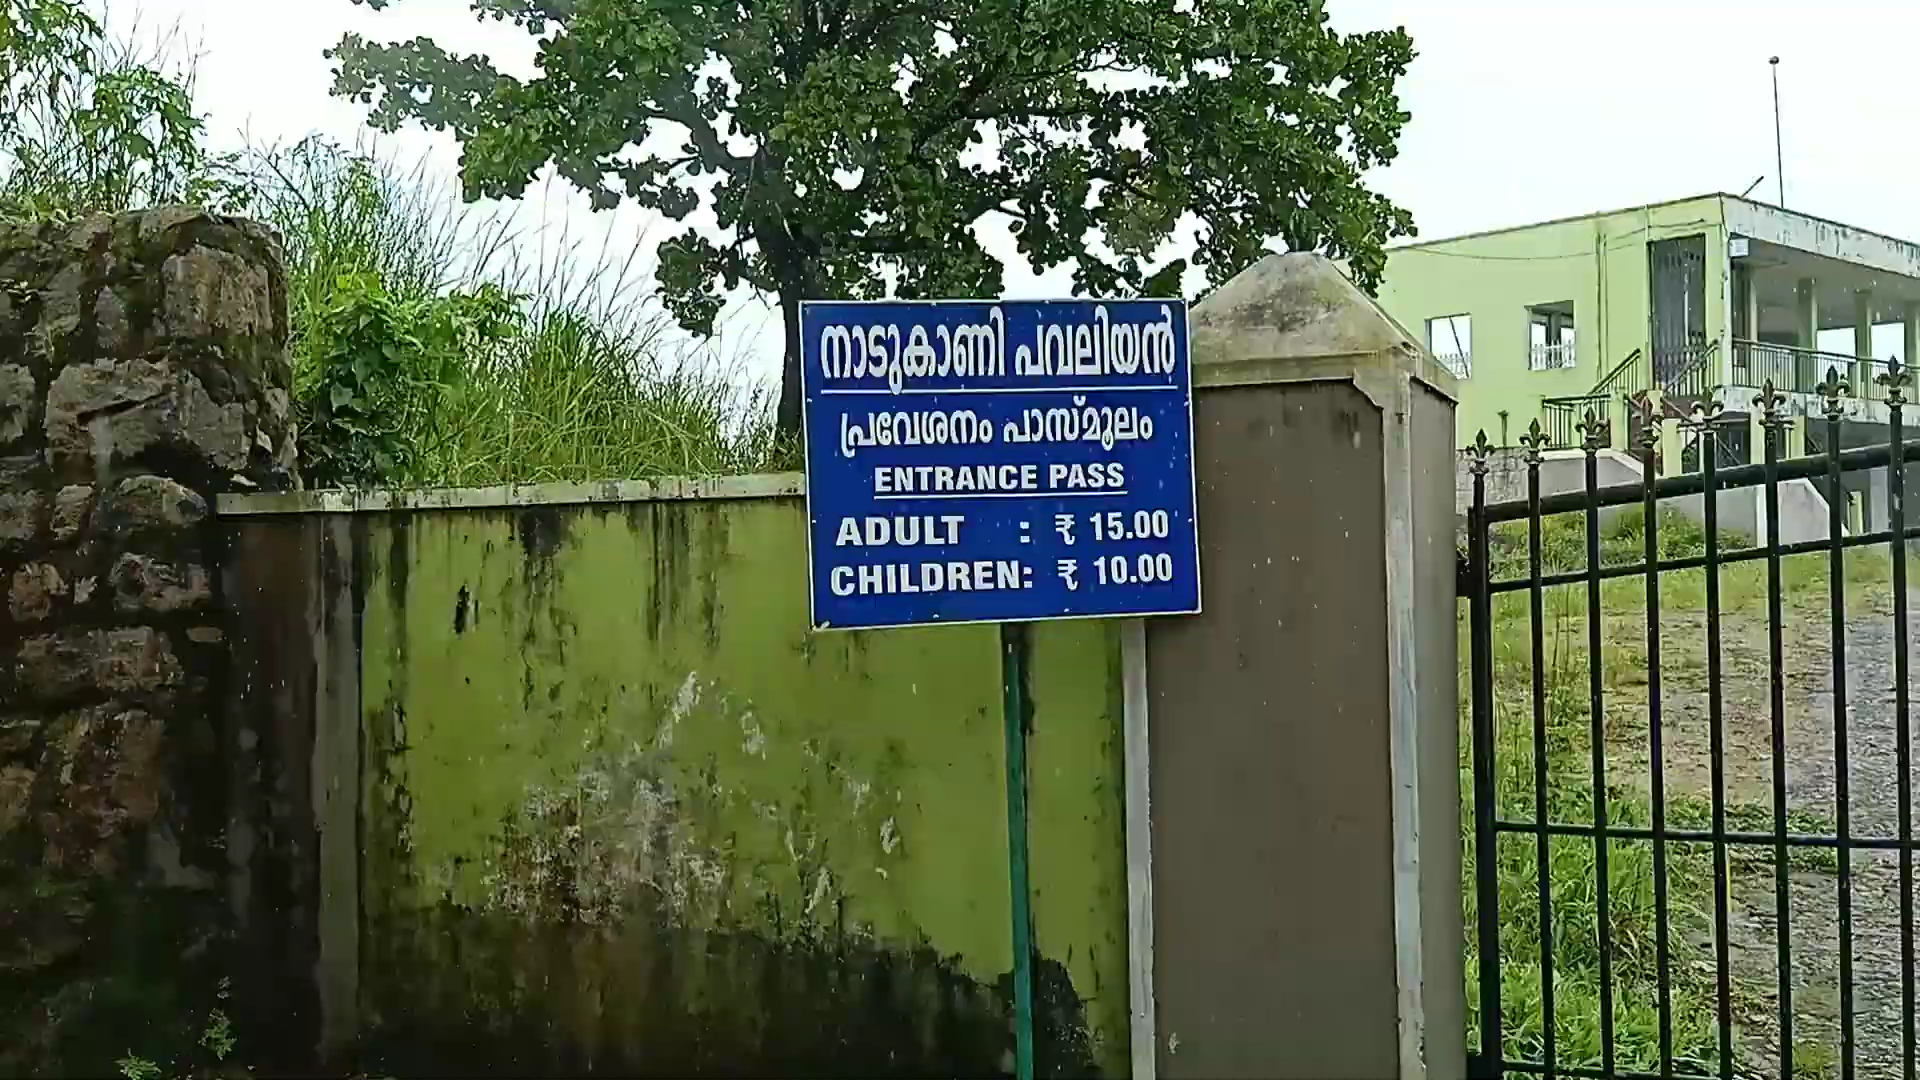 നാടുകാണി പവലിയൻ
പ്രവേശനം പാസ്മൂലം
ENTRANCE PASS
ADULT : ₹ 15.00
CHILDREN: ₹ 10.00